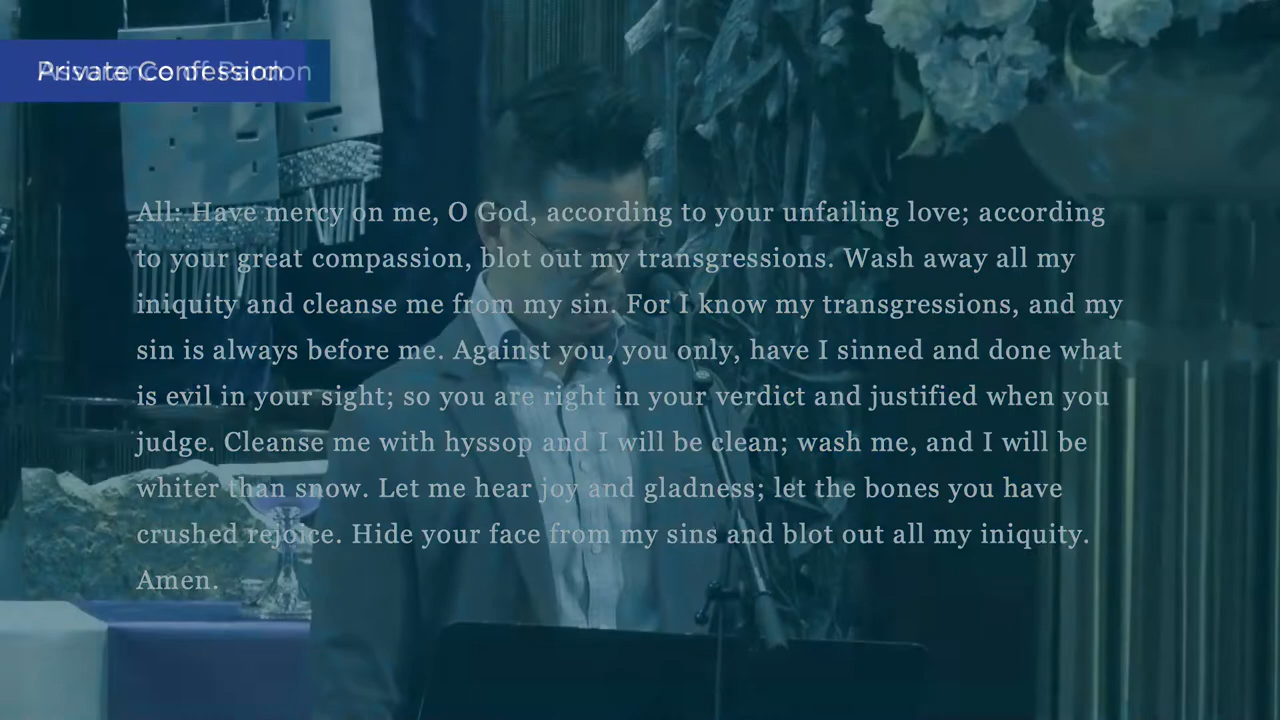 Private Confession
Assurance of Pardon
All: Have mercy on me, O God, according to your unfailing love; according
to your great compassion, blot out my transgressions. Wash away all my
iniquity and cleanse me from my sin. For I know my transgressions, and my
sin is always before me. Against you, you only, have I sinned and done what
is evil in your sight; so you are right in your verdict and justified when you
judge. Cleanse me with hyssop and I will be clean; wash me, and I will be
whiter than snow. Let me hear joy and gladness; let the bones you have
crushed rejoice. Hide your face from my sins and blot out all my iniquity.
Amen.